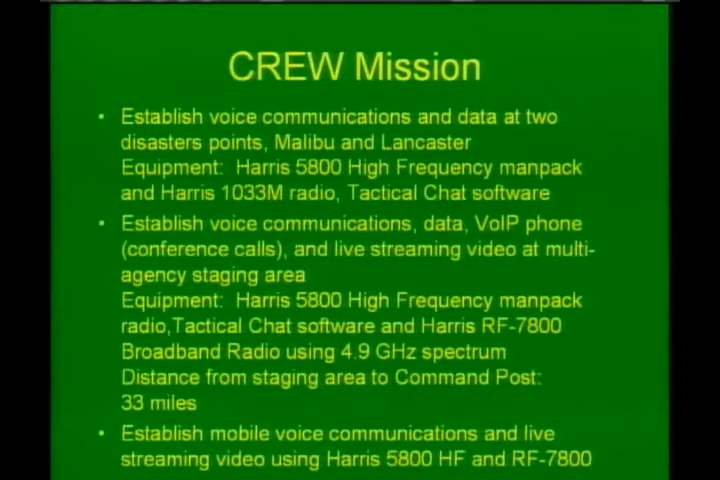 CREW Mission
• Establish voice communications and data at two
disasters points, Malibu and Lancaster
Equipment:  Harris 5800 High Frequency manpack
and Harris 1033M radio, Tactical Chat software
• Establish voice communications, data, VoIP phone
(conference calls), and live streaming video at multi-
agency staging area
Equipment:  Harris 5800 High Frequency manpack
radio,Tactical Chat software and Harris RF-7800
Broadband Radio using 4.9 GHz spectrum
Distance from staging area to Command Post:
33 miles
• Establish mobile voice communications and live
streaming video using Harris 5800 HF and RF-7800